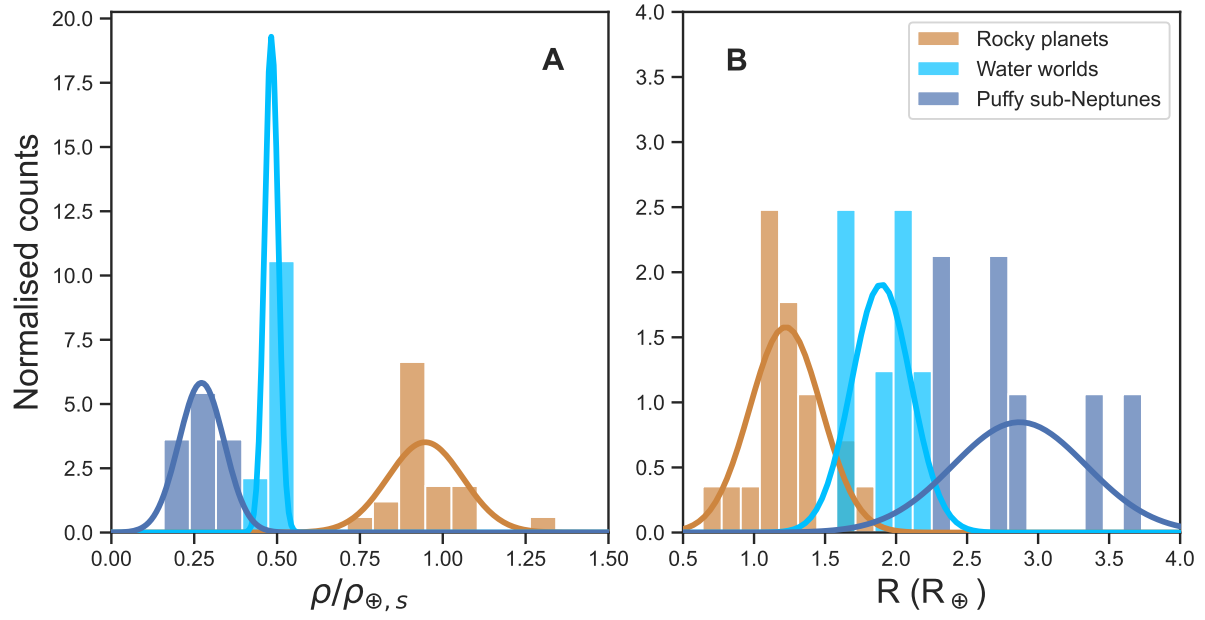 Normalised counts
20.0
17.5
15.0
12.5
10.0
7.5
5.0
2.5
0.0
A
0.00 0.25 0.50 0.75 1.00 1.25 1.50
ρ/ρ⊕, s
4.0
3.5
3.0
2.5
2.0
1.5
1.0
0.5
0.0
B
Rocky planets
Water worlds
Puffy sub-Neptunes
0.5 1.0 1.5 2.0 2.5 3.0 3.5 4.0
R (R⊕)